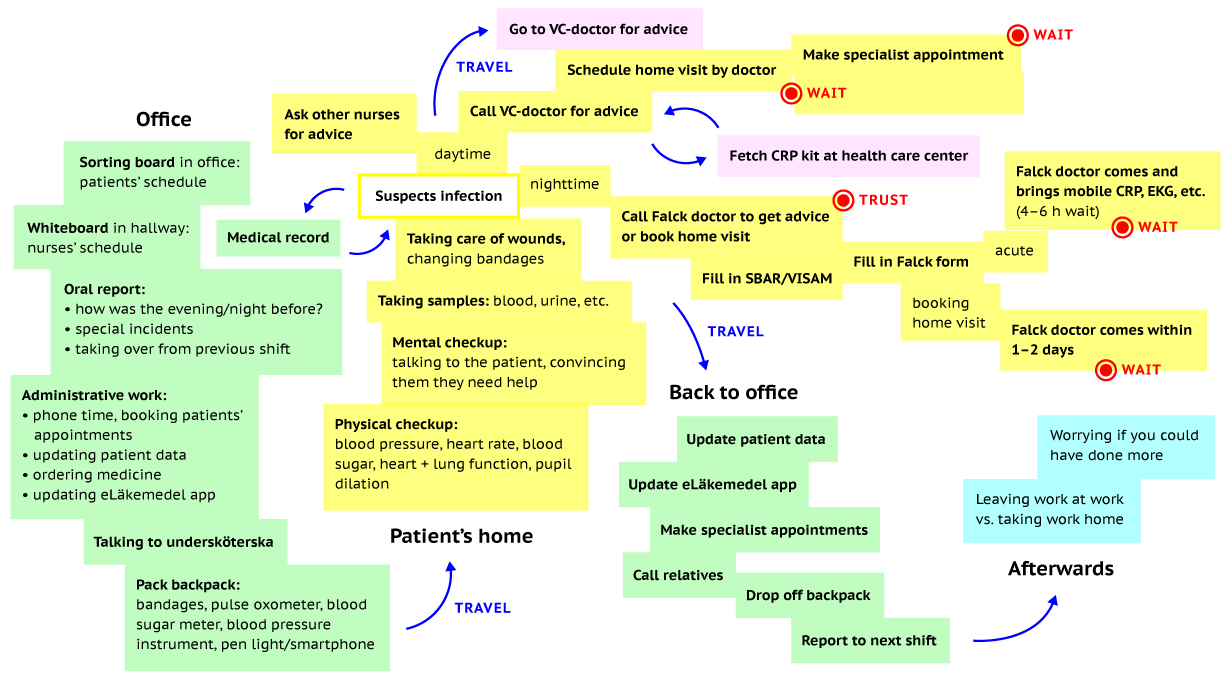 Office
Sorting board in office:
patients’ schedule
Whiteboard in hallway:
nurses’ schedule
Oral report:
• how was the evening/night before?
• special incidents
• taking over from previous shift
Administrative work:
• phone time, booking patients’
appointments
• updating patient data
• ordering medicine
• updating eLäkemedel app
Talking to undersköterska
Pack backpack:
bandages, pulse oxometer, blood
sugar meter, blood pressure
instrument, pen light/smartphone
TRAVEL
Patient’s home
Physical checkup:
blood pressure, heart rate, blood
sugar, heart + lung function, pupil
dilation
Mental checkup:
talking to the patient, convincing
them they need help
Taking samples: blood, urine, etc.
Taking care of wounds,
changing bandages
Medical record
Suspects infection
daytime
Ask other nurses
for advice
Call VC-doctor for advice
Schedule home visit by doctor
WAIT
Make specialist appointment
WAIT
TRAVEL
Go to VC-doctor for advice
Fetch CRP kit at health care center
nighttime
Call Falck doctor to get advice
or book home visit
TRUST
Fill in SBAR/VISAM
Fill in Falck form
acute
Falck doctor comes and
brings mobile CRP, EKG, etc.
(4–6 h wait)
WAIT
booking
home visit
Falck doctor comes within
1–2 days
WAIT
TRAVEL
Back to office
Update patient data
Update eLäkemedel app
Make specialist appointments
Call relatives
Drop off backpack
Report to next shift
Afterwards
Leaving work at work
vs. taking work home
Worrying if you could
have done more